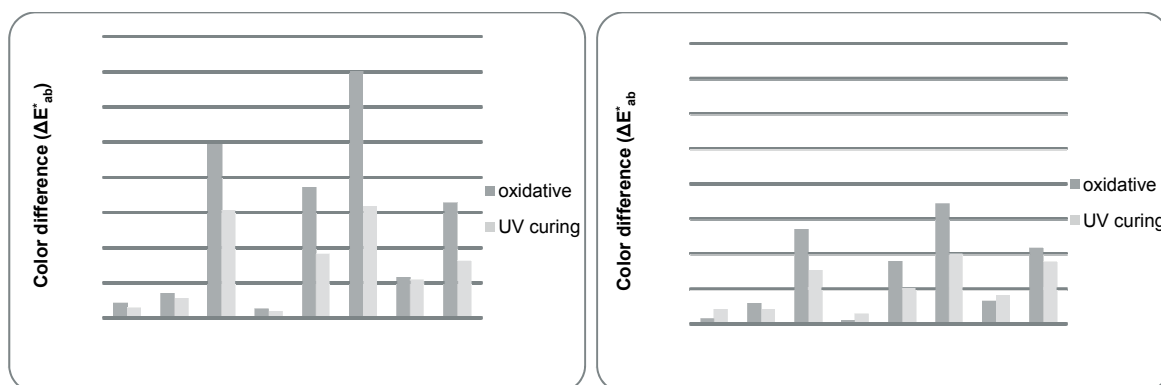 Color difference (ΔE*ab)
oxidative
UV curing
Color difference (ΔE*ab
oxidative
UV curing